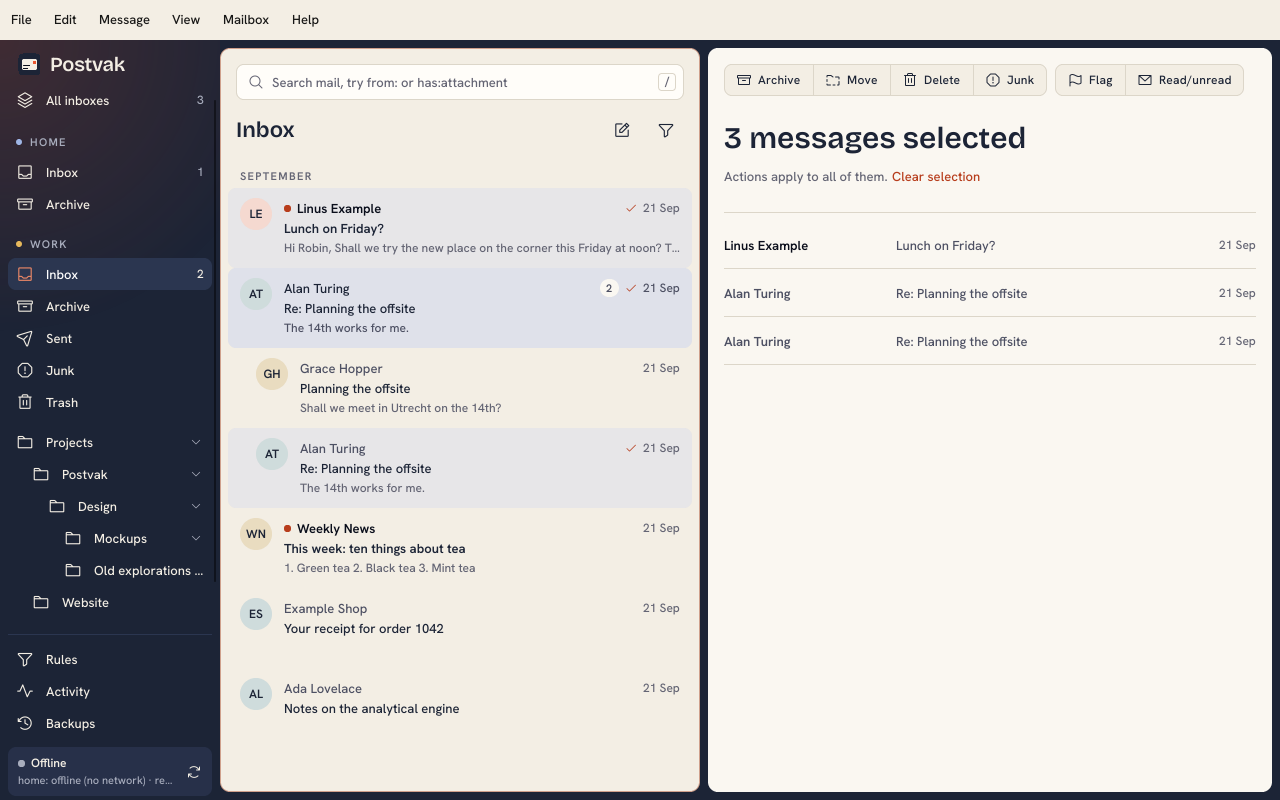 File Edit Message View Mailbox Help
Postvak
All inboxes 3
HOME
Inbox 1
Archive
WORK
Inbox 2
Archive
Sent
Junk
Trash
Projects
Postvak
Design
Mockups
Old explorations ...
Website
Rules
Activity
Backups
Offline
home: offline (no network) · re...
Search mail, try from: or has:attachment /
Inbox
SEPTEMBER
LE Linus Example 21 Sep
Lunch on Friday?
Hi Robin, Shall we try the new place on the corner this Friday at noon? T...
AT Alan Turing 2 21 Sep
Re: Planning the offsite
The 14th works for me.
GH Grace Hopper 21 Sep
Planning the offsite
Shall we meet in Utrecht on the 14th?
AT Alan Turing 21 Sep
Re: Planning the offsite
The 14th works for me.
WN Weekly News 21 Sep
This week: ten things about tea
1. Green tea 2. Black tea 3. Mint tea
ES Example Shop 21 Sep
Your receipt for order 1042
AL Ada Lovelace 21 Sep
Notes on the analytical engine
Archive Move Delete Junk Flag Read/unread
3 messages selected
Actions apply to all of them. Clear selection
Linus Example Lunch on Friday? 21 Sep
Alan Turing Re: Planning the offsite 21 Sep
Alan Turing Re: Planning the offsite 21 Sep